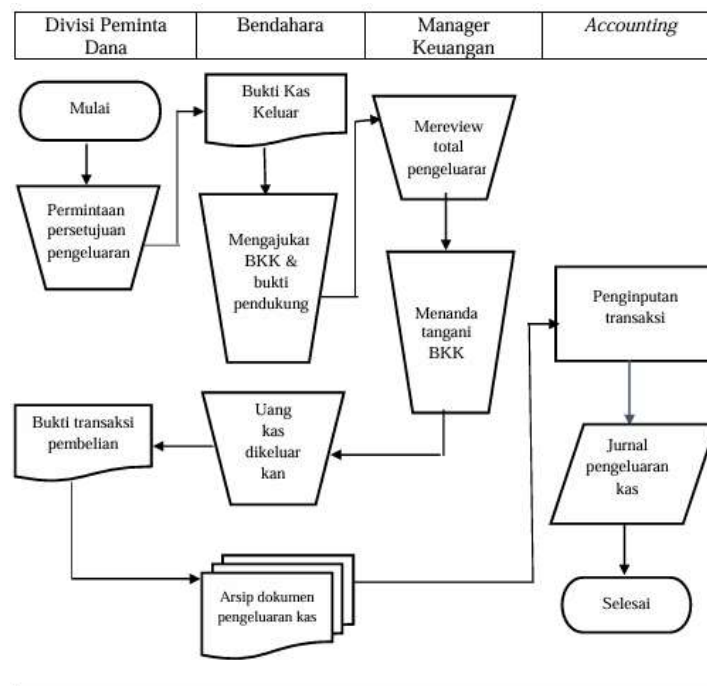 Divisi Peminta
Dana
Bendahara
Manager
Keuangan
Accounting
Mulai
Bukti Kas
Keluar
Mereview
total
pengeluaran
Permintaan
persetujuan
pengeluaran
Mengajukan
BKK &
bukti
pendukung
Menanda
tangani
BKK
Penginputan
transaksi
Bukti transaksi
pembelian
Uang
kas
dikeluar
kan
Jurnal
pengeluaran
kas
Arsip dokumen
pengeluaran kas
Selesai